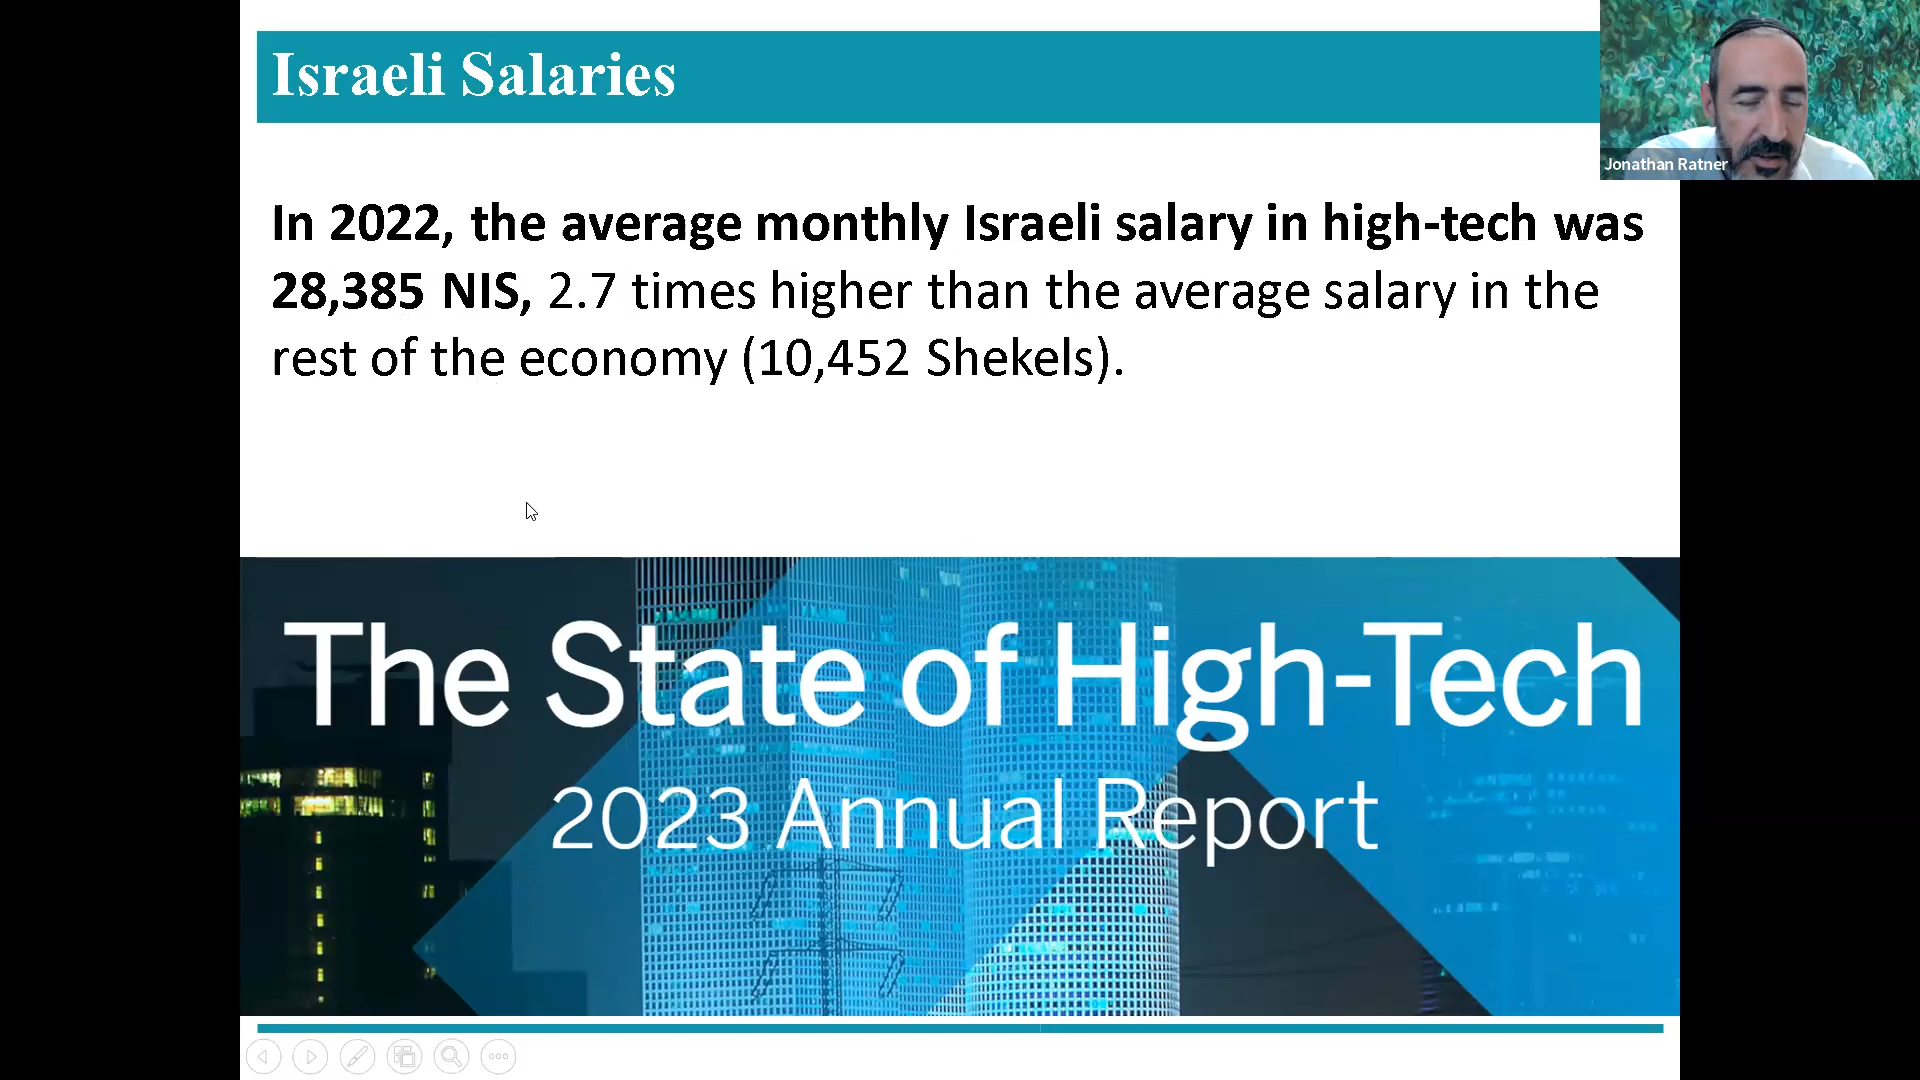 Israeli Salaries
Jonathan Ratner
In 2022, the average monthly Israeli salary in high-tech was
28,385 NIS, 2.7 times higher than the average salary in the
rest of the economy (10,452 Shekels).
The State of High-Tech
2023 Annual Report